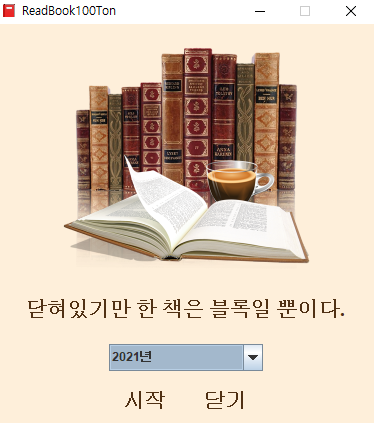 ReadBook100Ton
닫혀있기만 한 책은 블록일 뿐이다.
2021년
시작 닫기